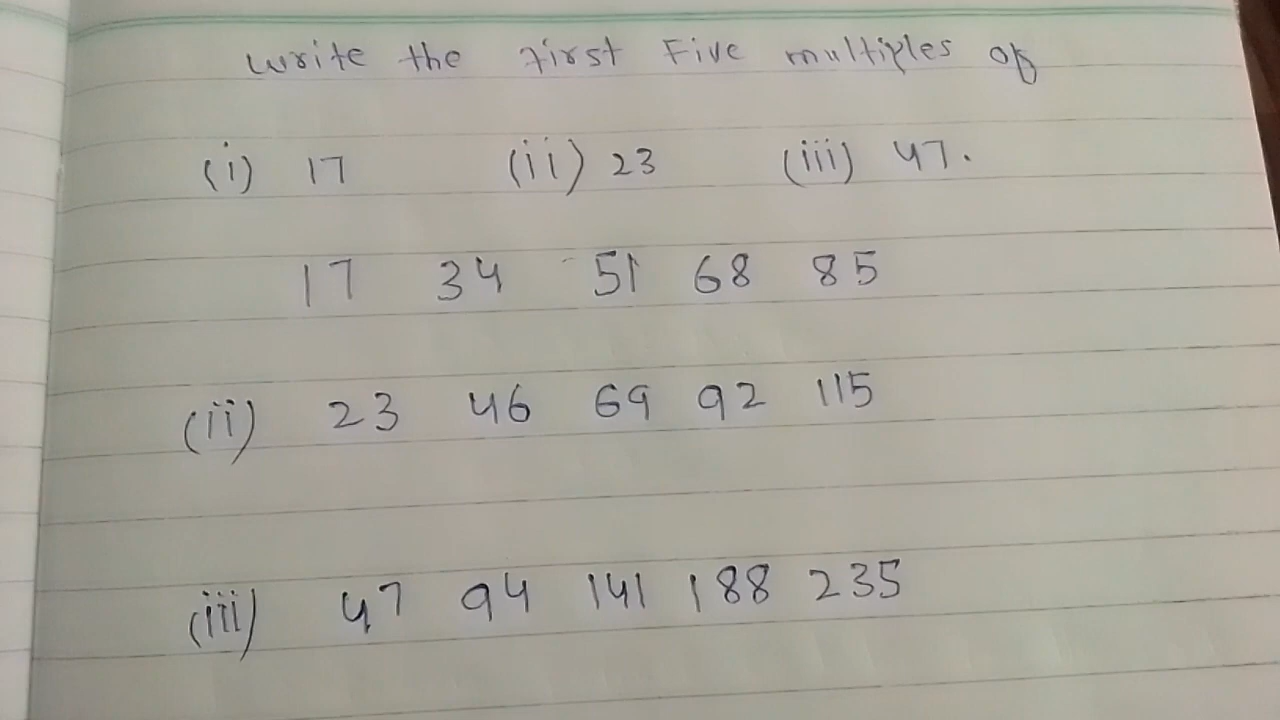 Write the first Five multiples of
(i) 17 (ii) 23 (iii) 47.
17 34 51 68 85
(ii) 23 46 69 92 115
(iii) 47 94 141 188 235